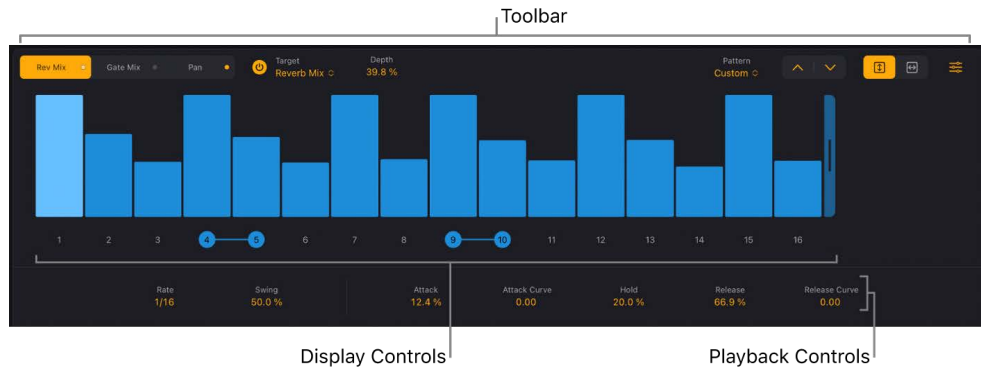 Toolbar
Rev Mix Gate Mix Pan Target Depth Pattern
Reverb Mix 39.8 % Custom
1 2 3 4 5 6 7 8 9 10 11 12 13 14 15 16
Rate Swing Attack Attack Curve Hold Release Release Curve
1/16 50.0 % 12.4 % 0.00 20.0 % 66.9 % 0.00
Display Controls Playback Controls